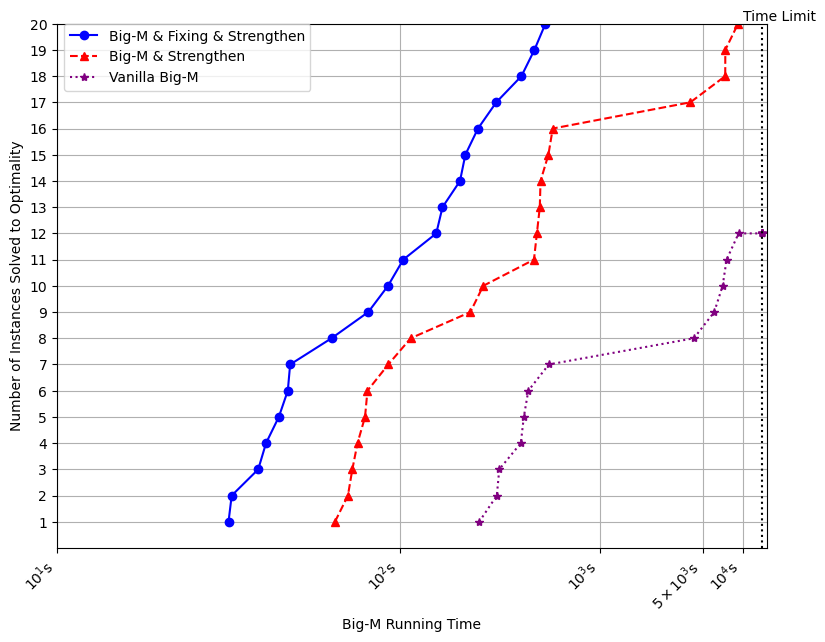 Time Limit
Big-M & Fixing & Strengthen
Big-M & Strengthen
Vanilla Big-M
Number of Instances Solved to Optimality
20
19
18
17
16
15
14
13
12
11
10
9
8
7
6
5
4
3
2
1
10¹s
10²s
10³s
5 × 10³s
10⁴s
Big-M Running Time